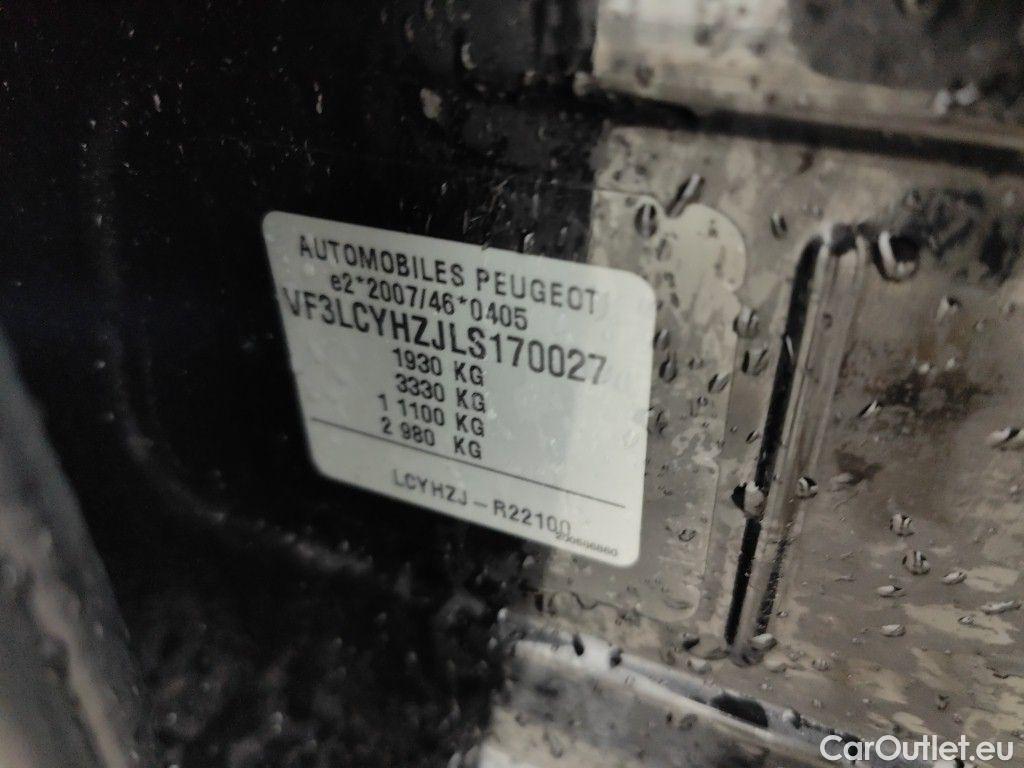 AUTOMOBILES PEUGEOT
e2*2007/46*0405
VF3LCYHZJLS170027
1930 KG
3330 KG
1 1100 KG
2 980 KG
LCYHZJ - R22100
CarOutlet.eu